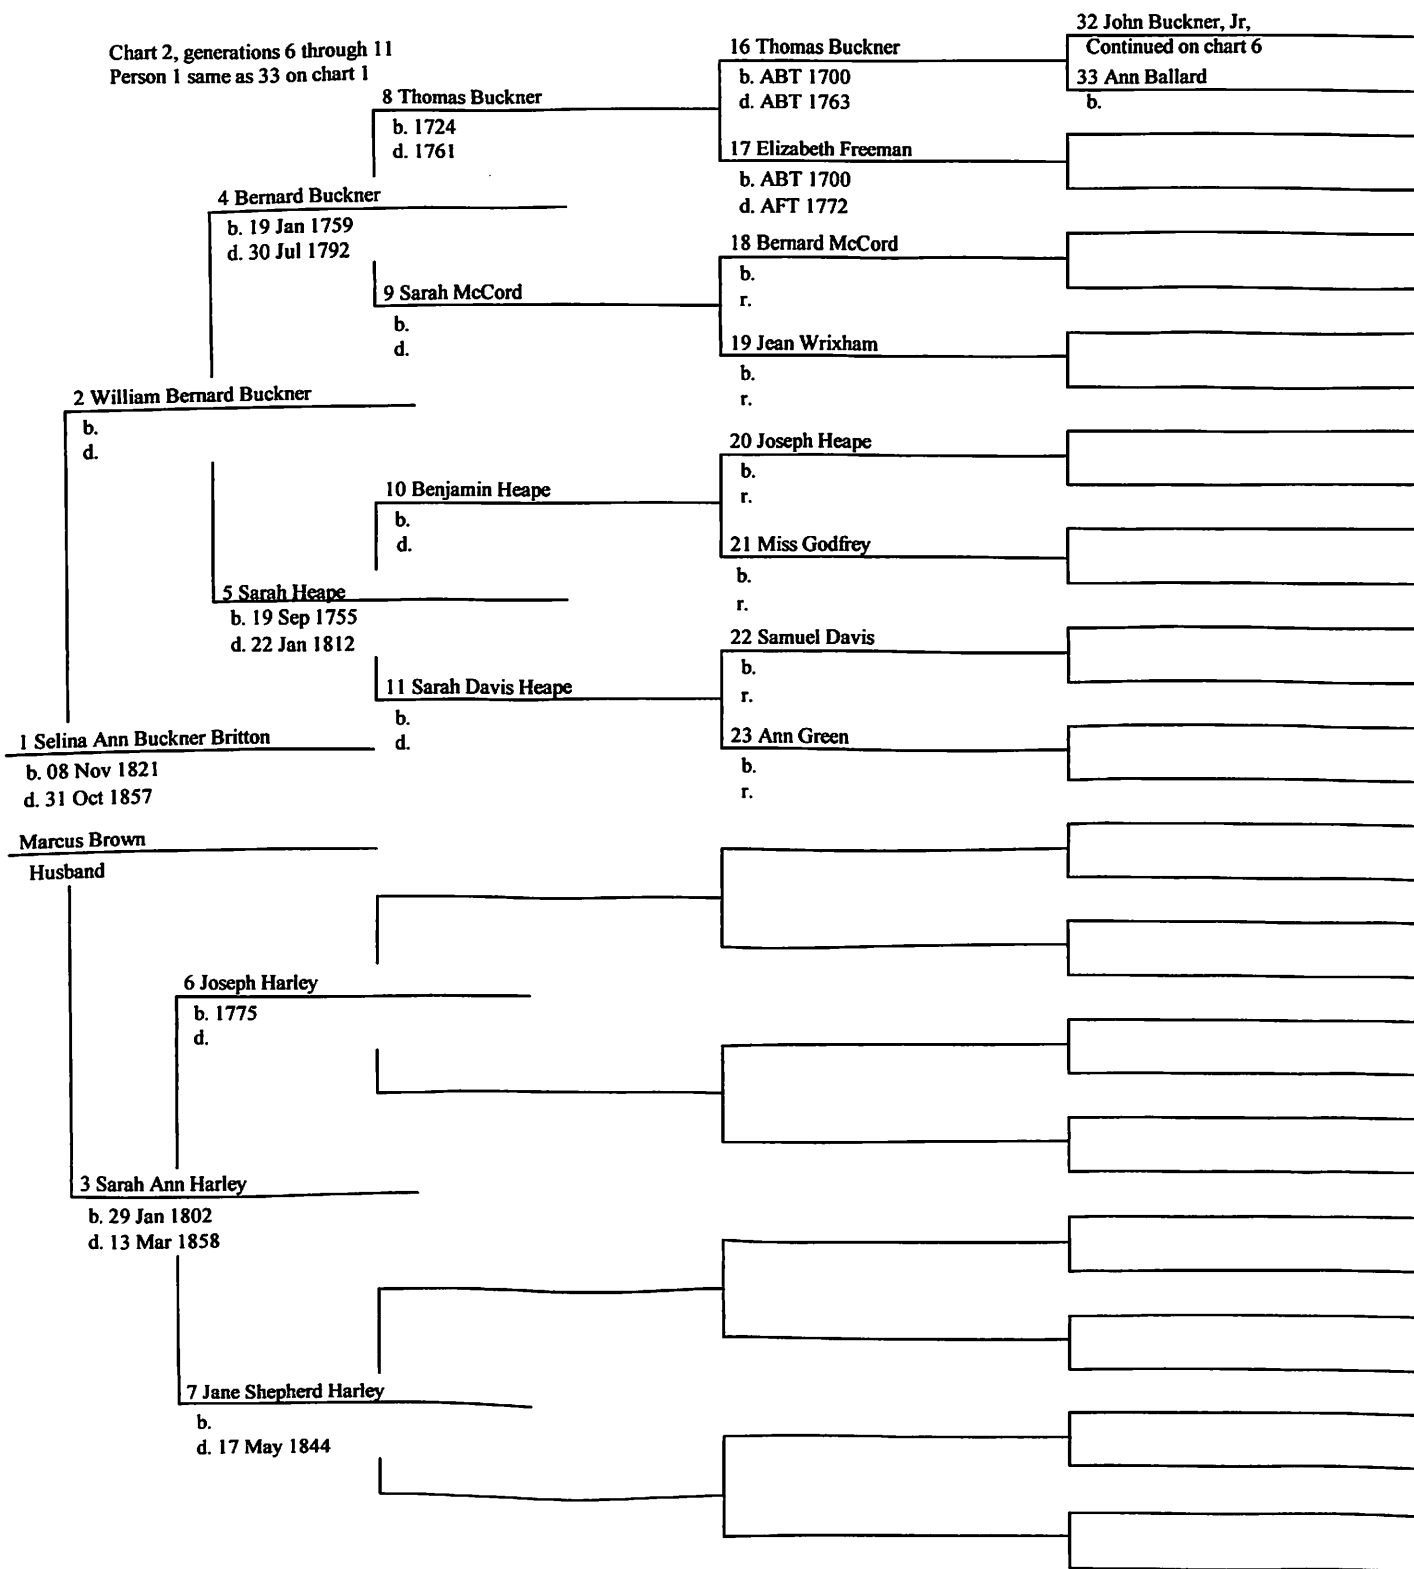 Chart 2, generations 6 through 11
Person 1 same as 33 on chart 1
32 John Buckner, Jr,
Continued on chart 6
33 Ann Ballard
b.
16 Thomas Buckner
b. ABT 1700
d. ABT 1763
8 Thomas Buckner
b. 1724
d. 1761
17 Elizabeth Freeman
b. ABT 1700
d. AFT 1772
4 Bernard Buckner
b. 19 Jan 1759
d. 30 Jul 1792
18 Bernard McCord
b.
r.
9 Sarah McCord
b.
d.
19 Jean Wrixham
b.
r.
2 William Bernard Buckner
b.
d.
20 Joseph Heape
b.
r.
10 Benjamin Heape
b.
d.
21 Miss Godfrey
b.
r.
5 Sarah Heape
b. 19 Sep 1755
d. 22 Jan 1812
22 Samuel Davis
b.
r.
11 Sarah Davis Heape
b.
d.
23 Ann Green
b.
r.
1 Selina Ann Buckner Britton
b. 08 Nov 1821
d. 31 Oct 1857
Marcus Brown
Husband
6 Joseph Harley
b. 1775
d.
3 Sarah Ann Harley
b. 29 Jan 1802
d. 13 Mar 1858
7 Jane Shepherd Harley
b.
d. 17 May 1844